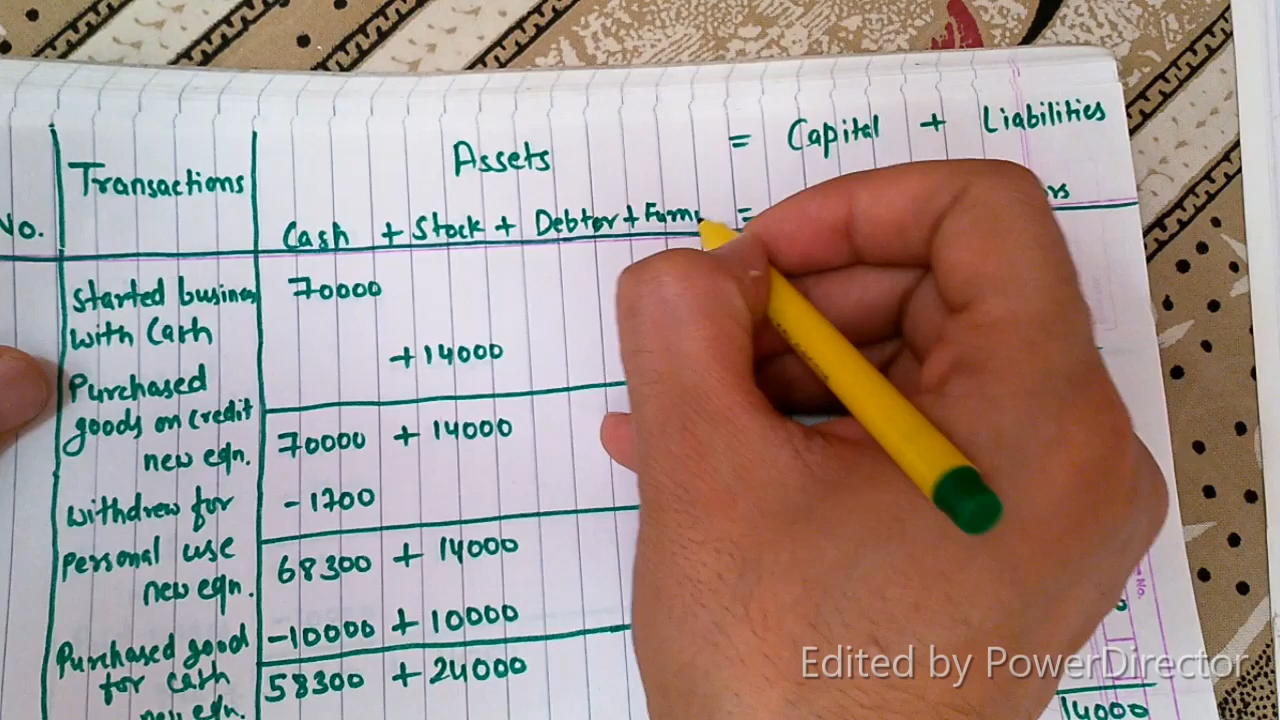 Assets = Capital + Liabilities
No. Transactions
Cash + Stock + Debtor + Furn =
Started business 70000
with Cash
+14000
Purchased
goods on credit
new eqn. 70000 + 14000
Withdrew for -1700
Personal use
new eqn. 68300 + 14000
Purchased good -10000 + 10000
for cash 58300 + 24000
new eqn.
14000
Edited by PowerDirector